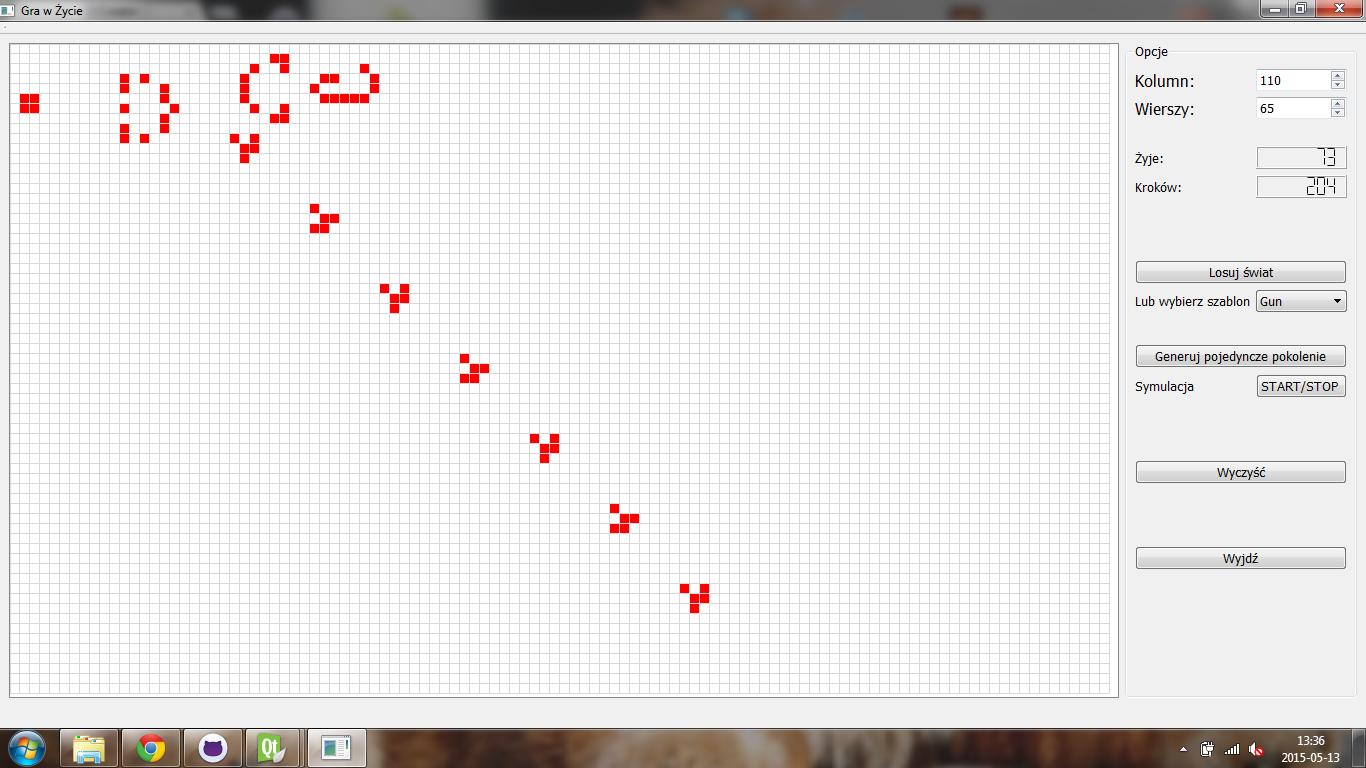 Gra w Życie
Opcje
Kolumn: 110
Wierszy: 65
Żyje: 73
Kroków: 204
Losuj świat
Lub wybierz szablon Gun
Generuj pojedyncze pokolenie
Symulacja START/STOP
Wyczyść
Wyjdź
Qt
13:36
2015-05-13